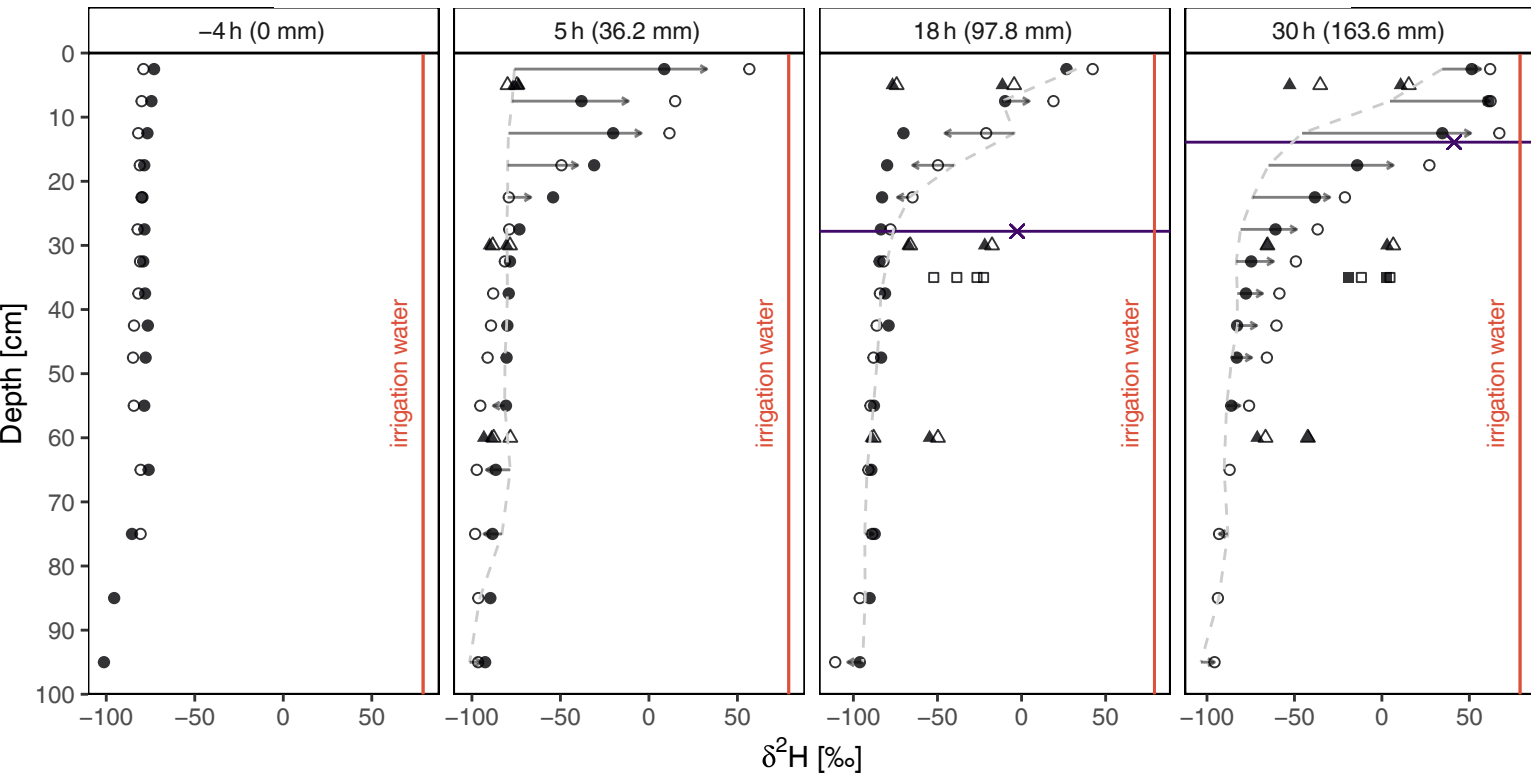 −4 h (0 mm)
5 h (36.2 mm)
18 h (97.8 mm)
30 h (163.6 mm)
Depth [cm]
0
10
20
30
40
50
60
70
80
90
100
irrigation water
irrigation water
irrigation water
irrigation water
−100 −50 0 50
−100 −50 0 50
−100 −50 0 50
−100 −50 0 50
δ²H [‰]